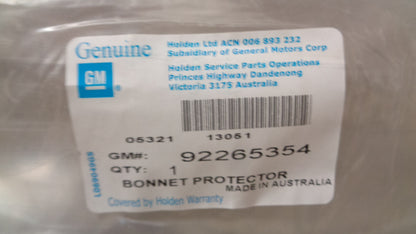 Genuine
GM
Holden Ltd ACN 006 893 232
Subsidiary of General Motors Corp
Holden Service Parts Operations
Princes Highway Dandenong
Victoria 3175 Australia
05321 13051
GM#: 92265354
QTY: 1
BONNET PROTECTOR
MADE IN AUSTRALIA
Covered by Holden Warranty